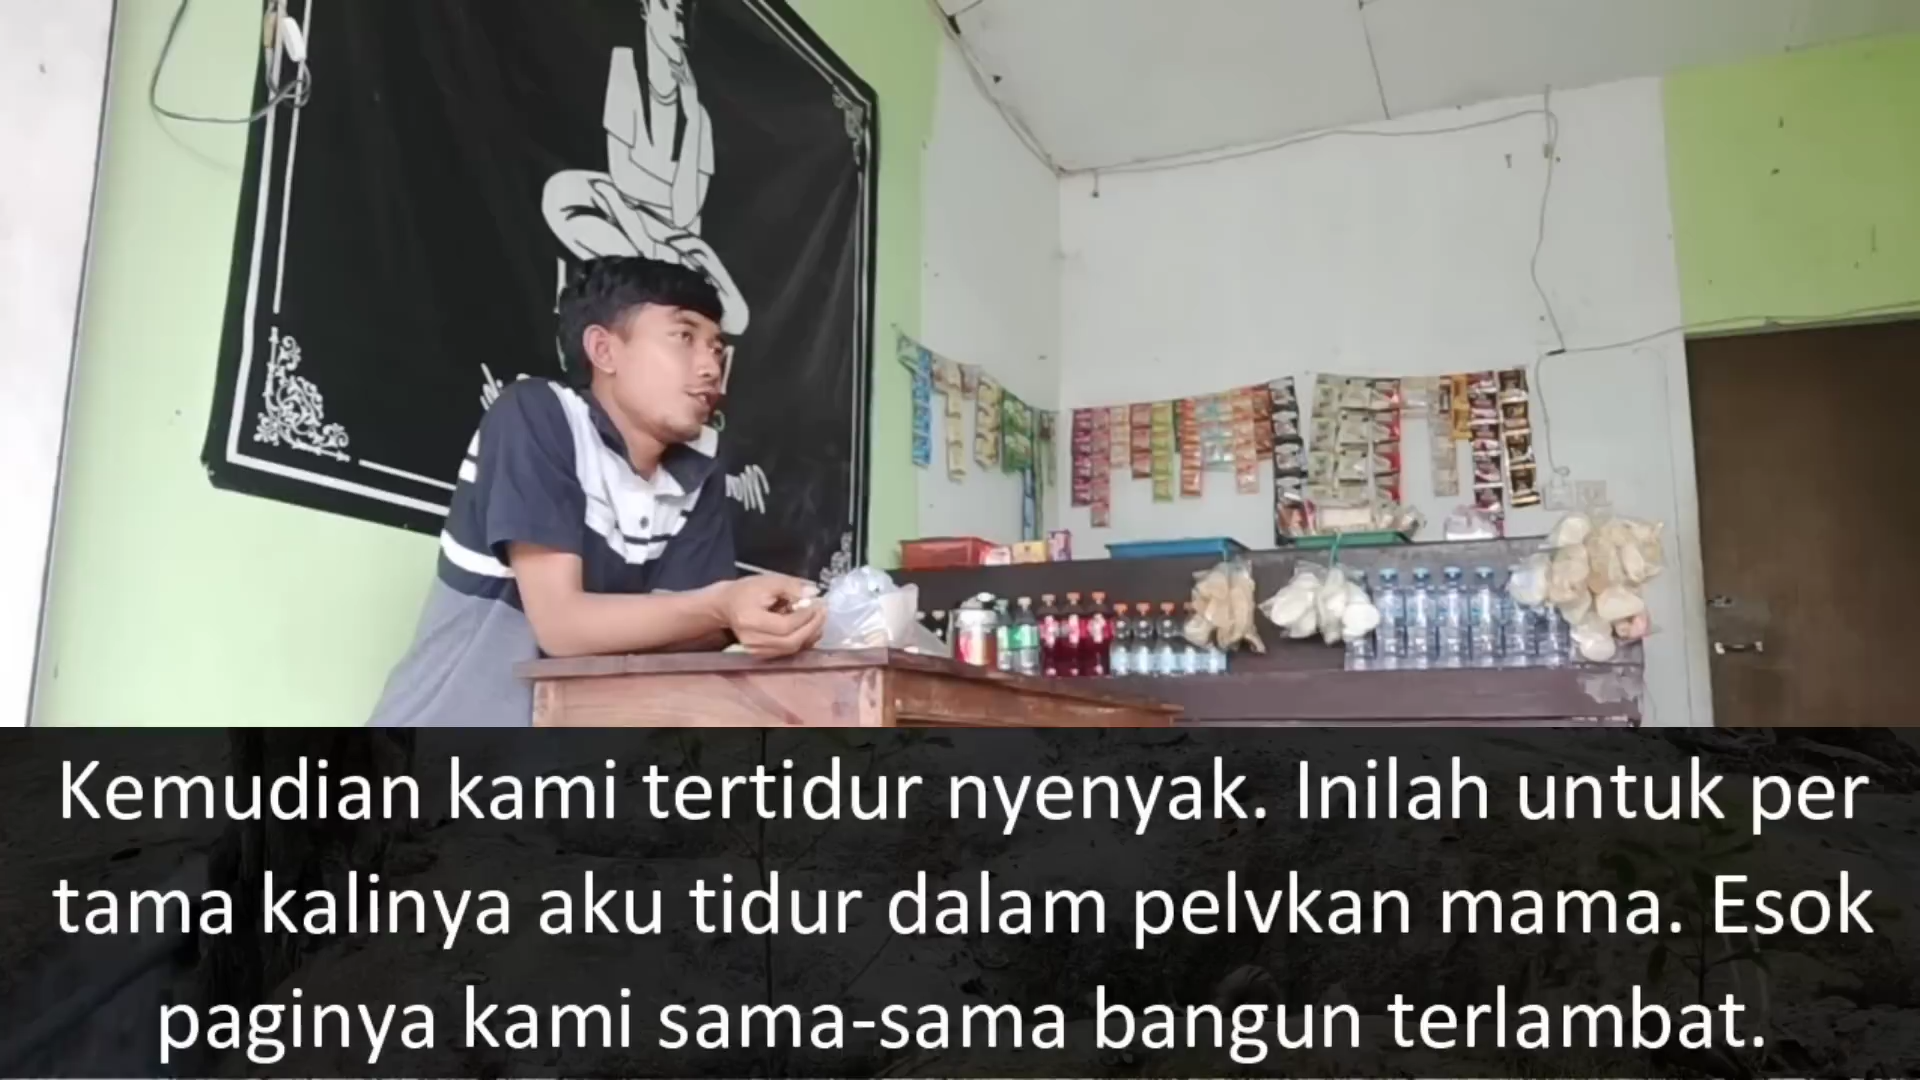 Kemudian kami tertidur nyenyak. Inilah untuk per
tama kalinya aku tidur dalam pelvkan mama. Esok
paginya kami sama-sama bangun terlambat.